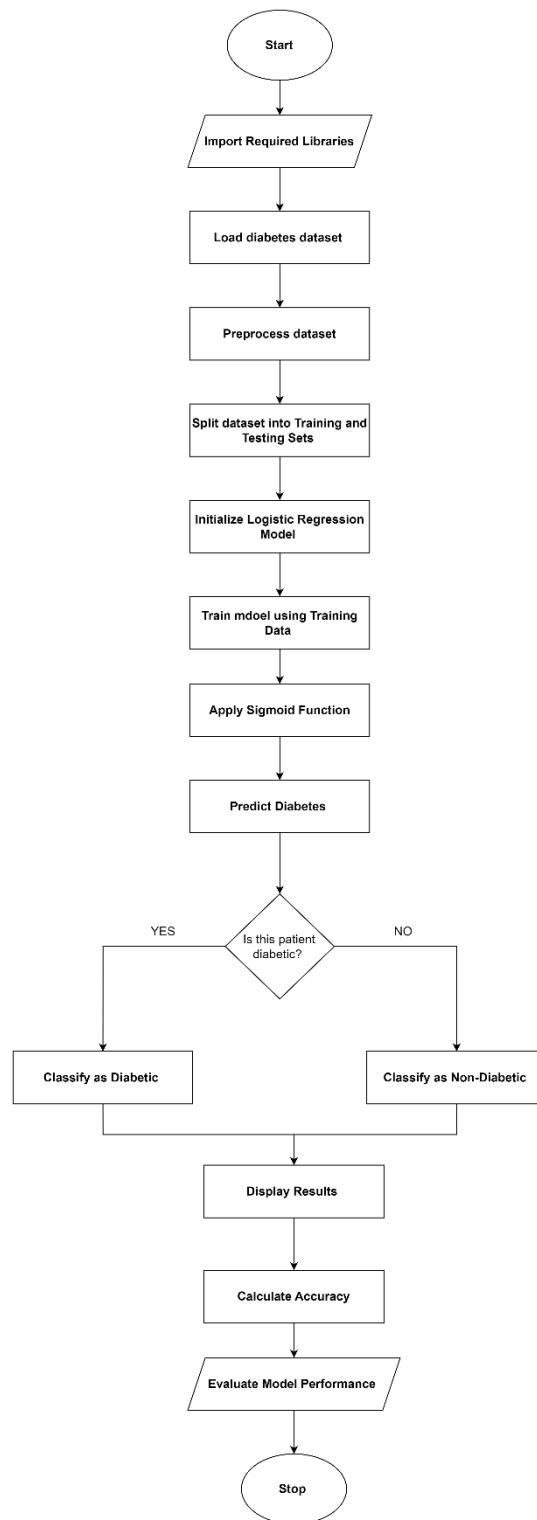 Start
Import Required Libraries
Load diabetes dataset
Preprocess dataset
Split dataset into Training and
Testing Sets
Initialize Logistic Regression
Model
Train mdoel using Training
Data
Apply Sigmoid Function
Predict Diabetes
YES
Is this patient
diabetic?
NO
Classify as Diabetic
Classify as Non-Diabetic
Display Results
Calculate Accuracy
Evaluate Model Performance
Stop